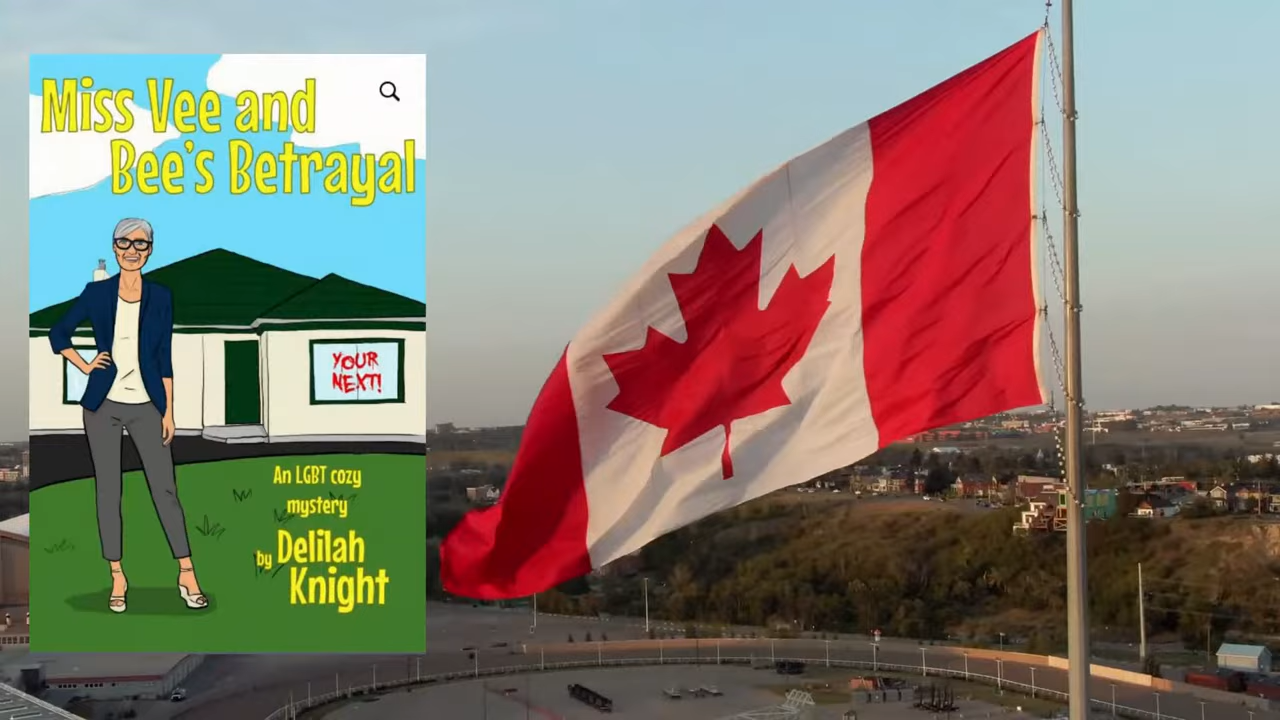 Miss Vee and
Bee's Betrayal
YOUR
NEXT!
An LGBT cozy
mystery
by Delilah
Knight